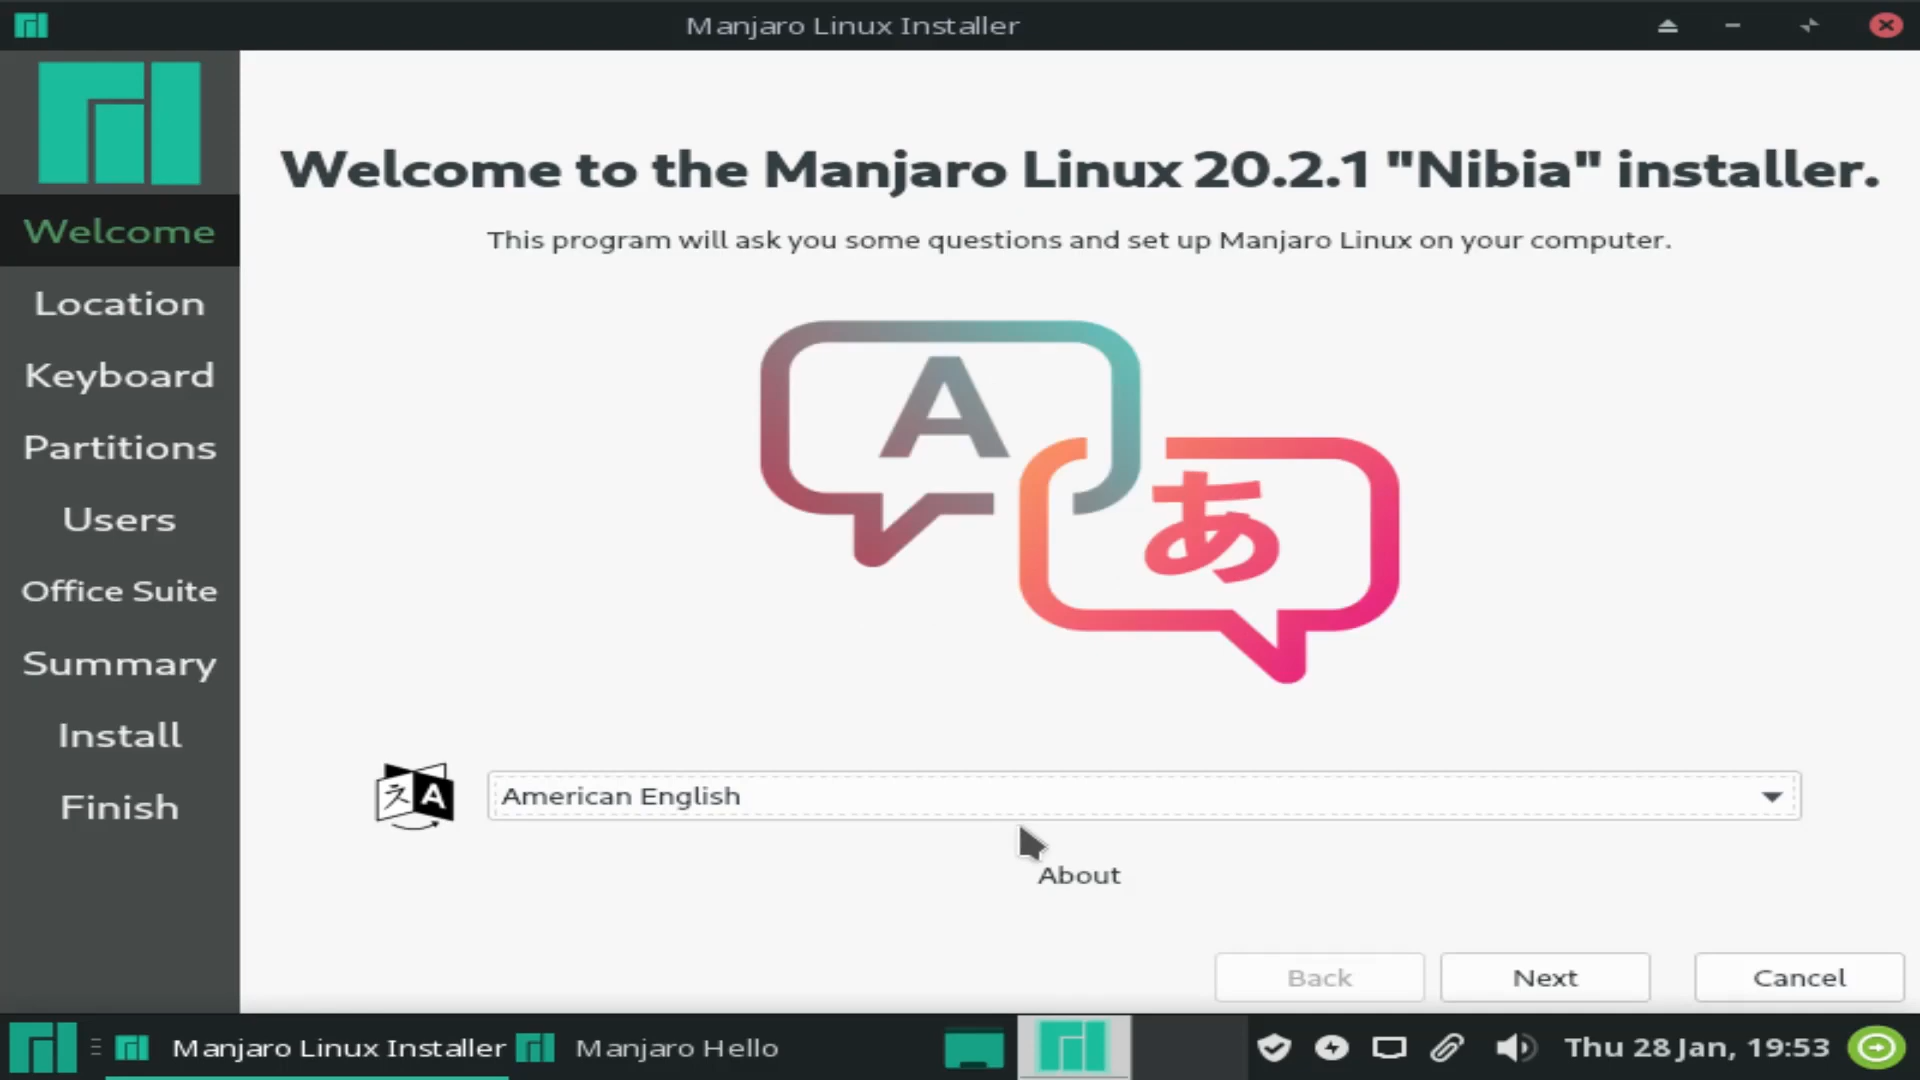 Manjaro Linux Installer
Welcome
Location
Keyboard
Partitions
Users
Office Suite
Summary
Install
Finish
Welcome to the Manjaro Linux 20.2.1 "Nibia" installer.
This program will ask you some questions and set up Manjaro Linux on your computer.
A
あ
American English
About
Back
Next
Cancel
Manjaro Linux Installer
Manjaro Hello
Thu 28 Jan, 19:53